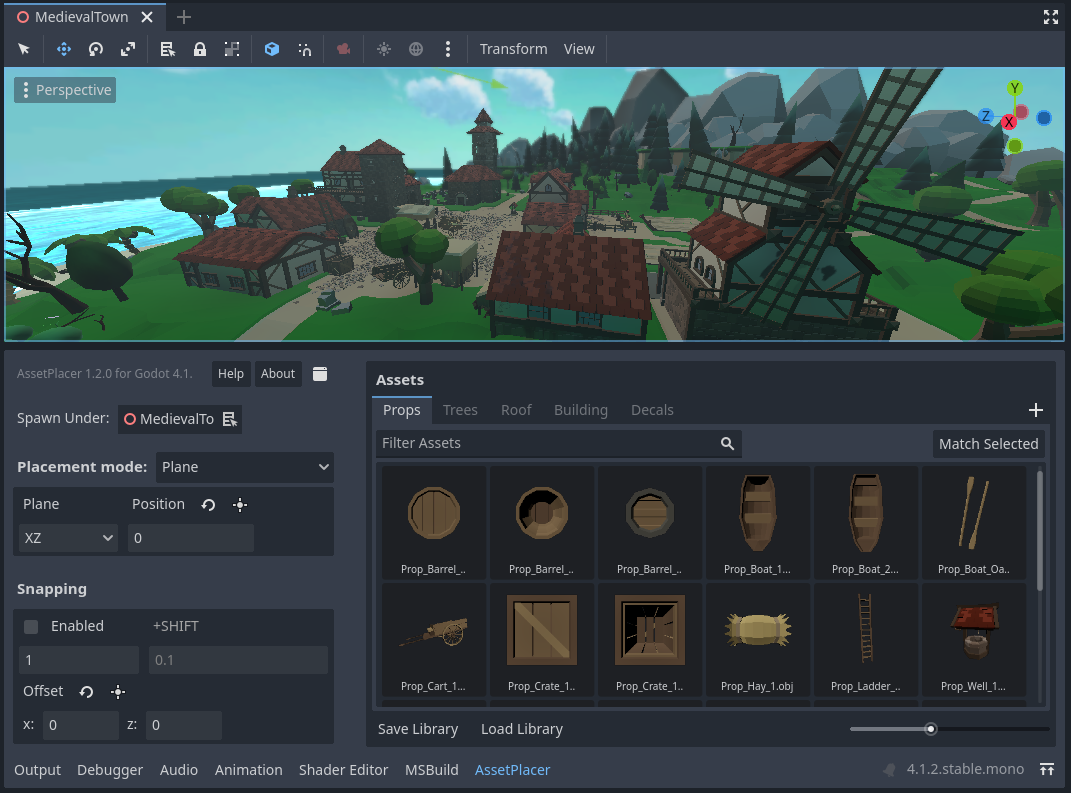 MedievalTown
Transform View
Perspective
Y
Z X
AssetPlacer 1.2.0 for Godot 4.1. Help About
Spawn Under: MedievalTo
Placement mode: Plane
Plane Position
XZ 0
Snapping
Enabled +SHIFT
1 0.1
Offset
x: 0 z: 0
Assets
Props Trees Roof Building Decals
Filter Assets Match Selected
Prop_Barrel_.. Prop_Barrel_.. Prop_Barrel_.. Prop_Boat_1... Prop_Boat_2... Prop_Boat_Oa..
Prop_Cart_1... Prop_Crate_1.. Prop_Crate_1.. Prop_Hay_1.obj Prop_Ladder_.. Prop_Well_1...
Save Library Load Library
Output Debugger Audio Animation Shader Editor MSBuild AssetPlacer 4.1.2.stable.mono